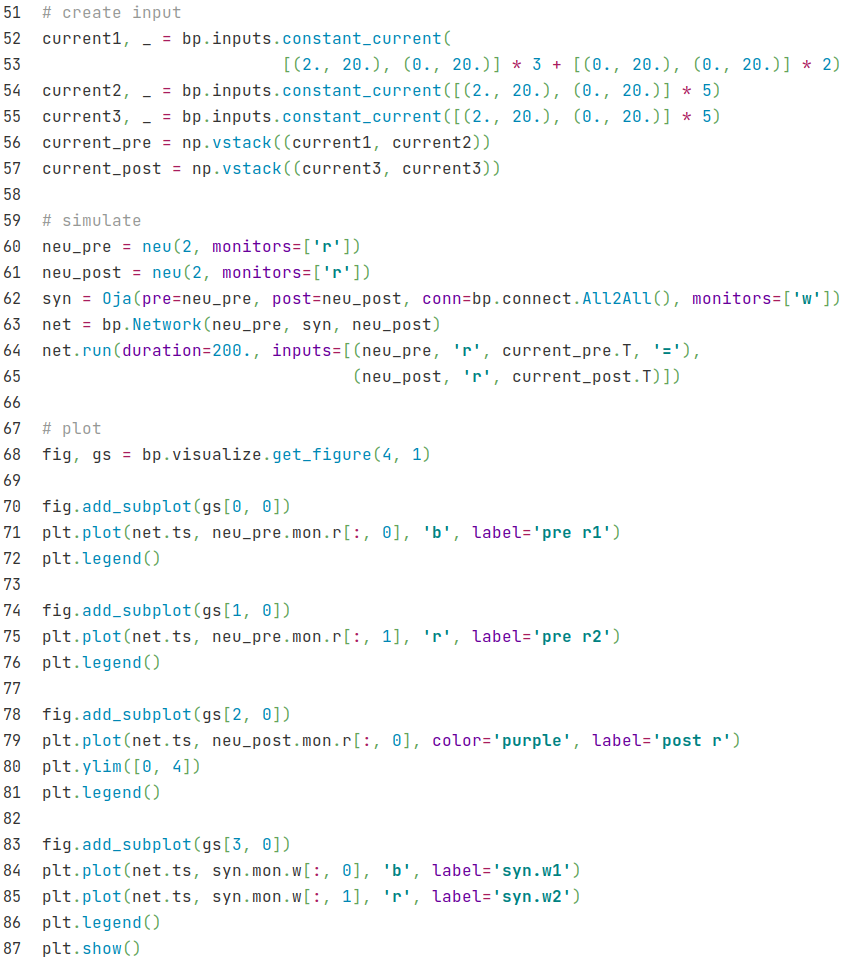 51 # create input
52 current1, _ = bp.inputs.constant_current(
53                         [(2., 20.), (0., 20.)] * 3 + [(0., 20.), (0., 20.)] * 2)
54 current2, _ = bp.inputs.constant_current([(2., 20.), (0., 20.)] * 5)
55 current3, _ = bp.inputs.constant_current([(2., 20.), (0., 20.)] * 5)
56 current_pre = np.vstack((current1, current2))
57 current_post = np.vstack((current3, current3))
58
59 # simulate
60 neu_pre = neu(2, monitors=['r'])
61 neu_post = neu(2, monitors=['r'])
62 syn = Oja(pre=neu_pre, post=neu_post, conn=bp.connect.All2All(), monitors=['w'])
63 net = bp.Network(neu_pre, syn, neu_post)
64 net.run(duration=200., inputs=[(neu_pre, 'r', current_pre.T, '='),
65                                (neu_post, 'r', current_post.T)])
66
67 # plot
68 fig, gs = bp.visualize.get_figure(4, 1)
69
70 fig.add_subplot(gs[0, 0])
71 plt.plot(net.ts, neu_pre.mon.r[:, 0], 'b', label='pre r1')
72 plt.legend()
73
74 fig.add_subplot(gs[1, 0])
75 plt.plot(net.ts, neu_pre.mon.r[:, 1], 'r', label='pre r2')
76 plt.legend()
77
78 fig.add_subplot(gs[2, 0])
79 plt.plot(net.ts, neu_post.mon.r[:, 0], color='purple', label='post r')
80 plt.ylim([0, 4])
81 plt.legend()
82
83 fig.add_subplot(gs[3, 0])
84 plt.plot(net.ts, syn.mon.w[:, 0], 'b', label='syn.w1')
85 plt.plot(net.ts, syn.mon.w[:, 1], 'r', label='syn.w2')
86 plt.legend()
87 plt.show()